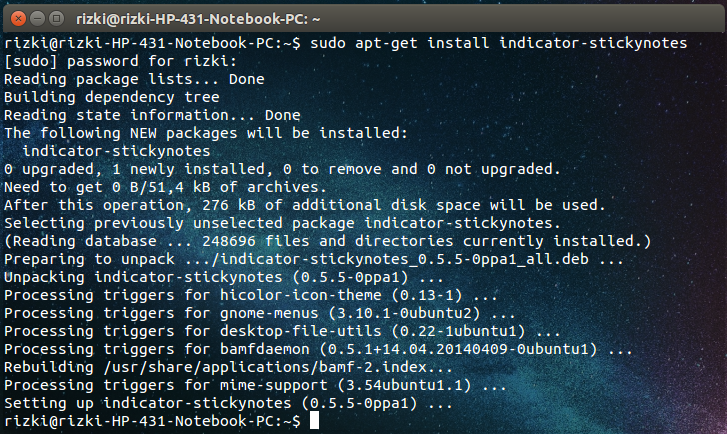 rizki@rizki-HP-431-Notebook-PC: ~
rizki@rizki-HP-431-Notebook-PC:~$ sudo apt-get install indicator-stickynotes
[sudo] password for rizki:
Reading package lists... Done
Building dependency tree
Reading state information... Done
The following NEW packages will be installed:
  indicator-stickynotes
0 upgraded, 1 newly installed, 0 to remove and 0 not upgraded.
Need to get 0 B/51,4 kB of archives.
After this operation, 276 kB of additional disk space will be used.
Selecting previously unselected package indicator-stickynotes.
(Reading database ... 248696 files and directories currently installed.)
Preparing to unpack .../indicator-stickynotes_0.5.5-0ppa1_all.deb ...
Unpacking indicator-stickynotes (0.5.5-0ppa1) ...
Processing triggers for hicolor-icon-theme (0.13-1) ...
Processing triggers for gnome-menus (3.10.1-0ubuntu2) ...
Processing triggers for desktop-file-utils (0.22-1ubuntu1) ...
Processing triggers for bamfdaemon (0.5.1+14.04.20140409-0ubuntu1) ...
Rebuilding /usr/share/applications/bamf-2.index...
Processing triggers for mime-support (3.54ubuntu1.1) ...
Setting up indicator-stickynotes (0.5.5-0ppa1) ...
rizki@rizki-HP-431-Notebook-PC:~$